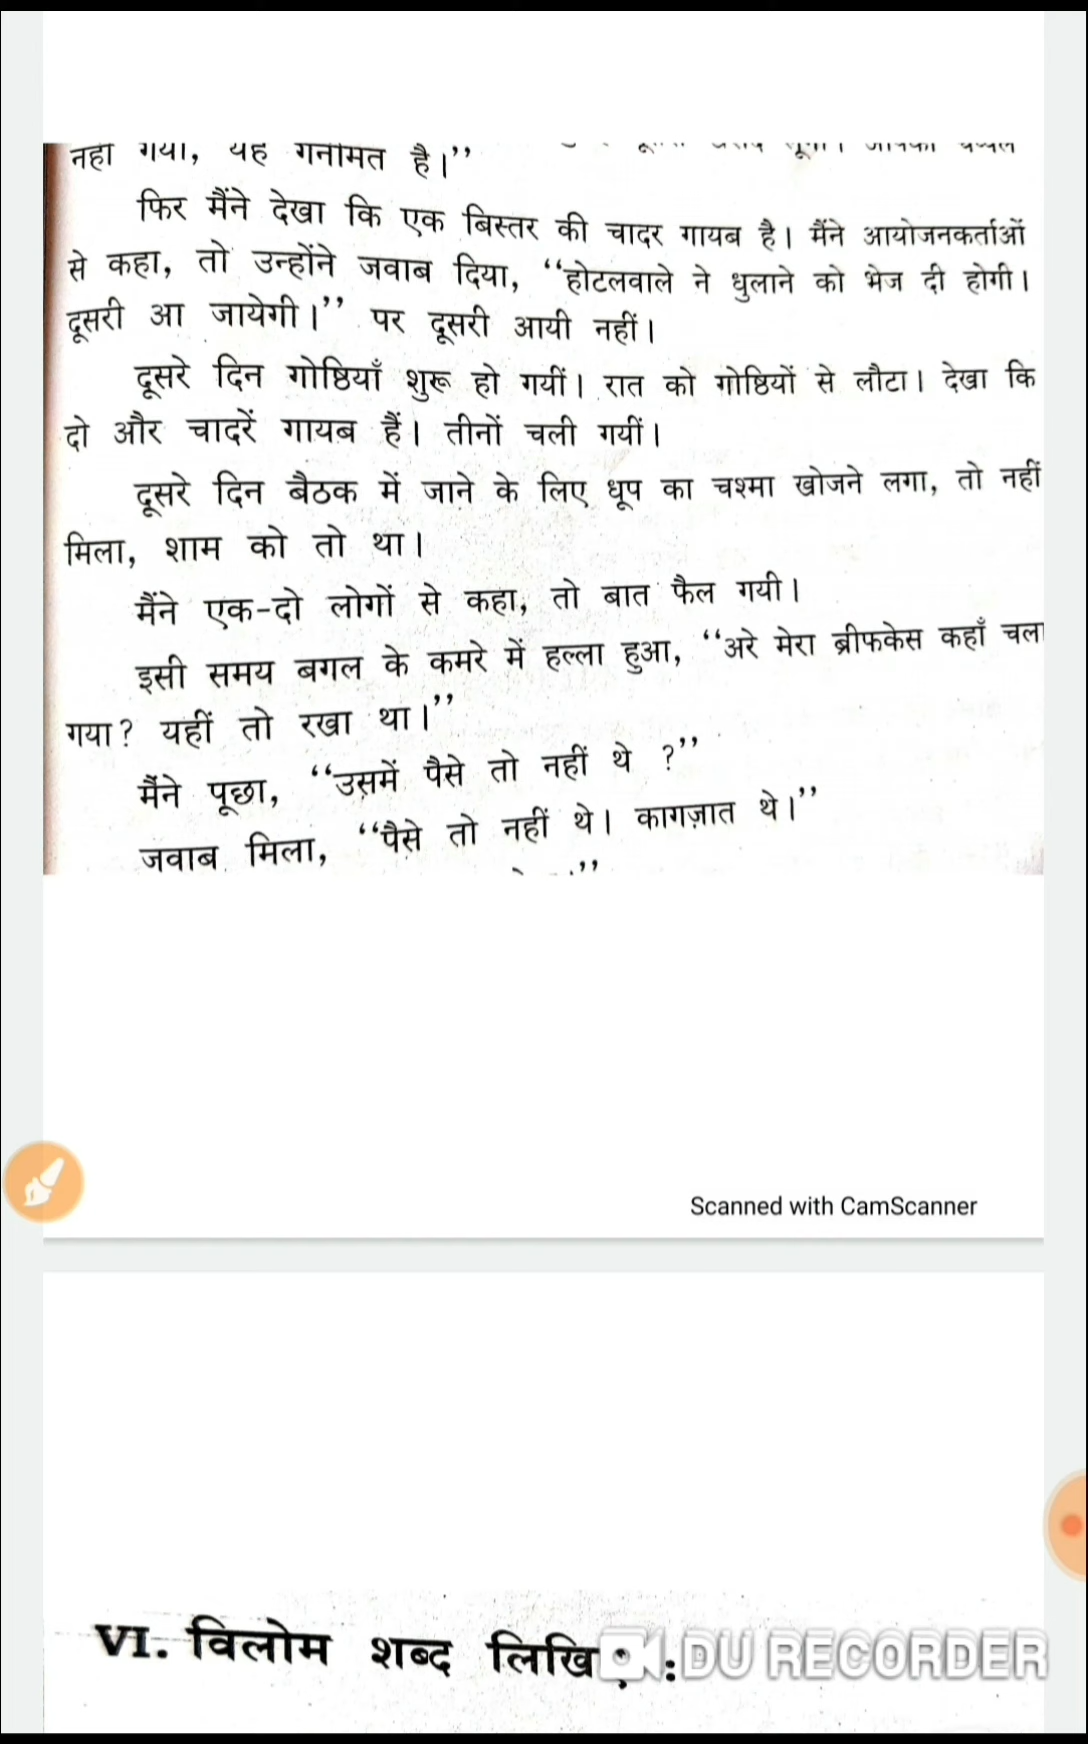 नहीं गया, यह गनीमत है।’’
फिर मैंने देखा कि एक बिस्तर की चादर गायब है। मैंने आयोजनकर्ताओं
से कहा, तो उन्होंने जवाब दिया, ‘‘होटलवाले ने धुलाने को भेज दी होगी।
दूसरी आ जायेगी।’’ पर दूसरी आयी नहीं।
दूसरे दिन गोष्ठियाँ शुरू हो गयीं। रात को गोष्ठियों से लौटा। देखा कि
दो और चादरें गायब हैं। तीनों चली गयीं।
दूसरे दिन बैठक में जाने के लिए धूप का चश्मा खोजने लगा, तो नहीं
मिला, शाम को तो था।
मैंने एक-दो लोगों से कहा, तो बात फैल गयी।
इसी समय बगल के कमरे में हल्ला हुआ, ‘‘अरे मेरा ब्रीफकेस कहाँ चला
गया? यहीं तो रखा था।’’
मैंने पूछा, ‘‘उसमें पैसे तो नहीं थे ?’’
जवाब मिला, ‘‘पैसे तो नहीं थे। कागज़ात थे।’’
Scanned with CamScanner
VI. विलोम शब्द लिखिए :
DU RECORDER